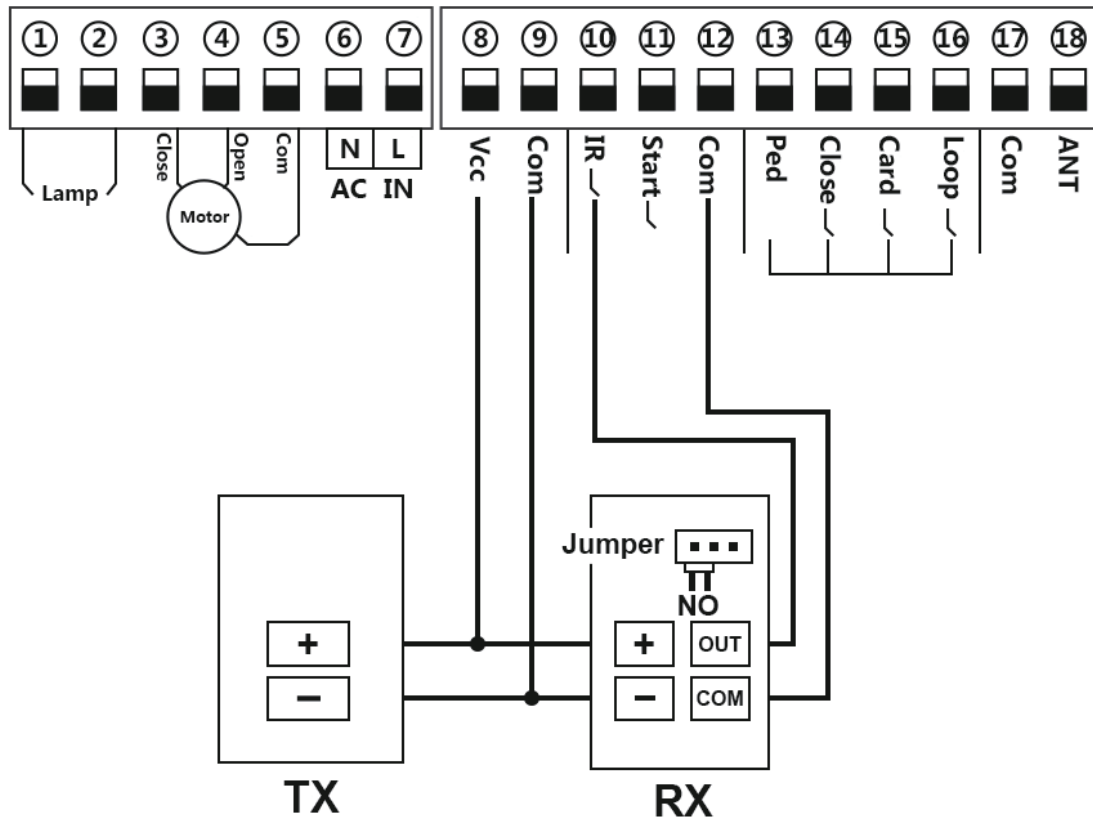 ① ② ③ ④ ⑤ ⑥ ⑦ ⑧ ⑨ ⑩ ⑪ ⑫ ⑬ ⑭ ⑮ ⑯ ⑰ ⑱
Lamp
Close
Open
Com
N L
AC IN
Motor
Vcc
Com
IR
Start
Com
Ped
Close
Card
Loop
Com
ANT
Jumper
NO
+
−
+ OUT
− COM
TX
RX